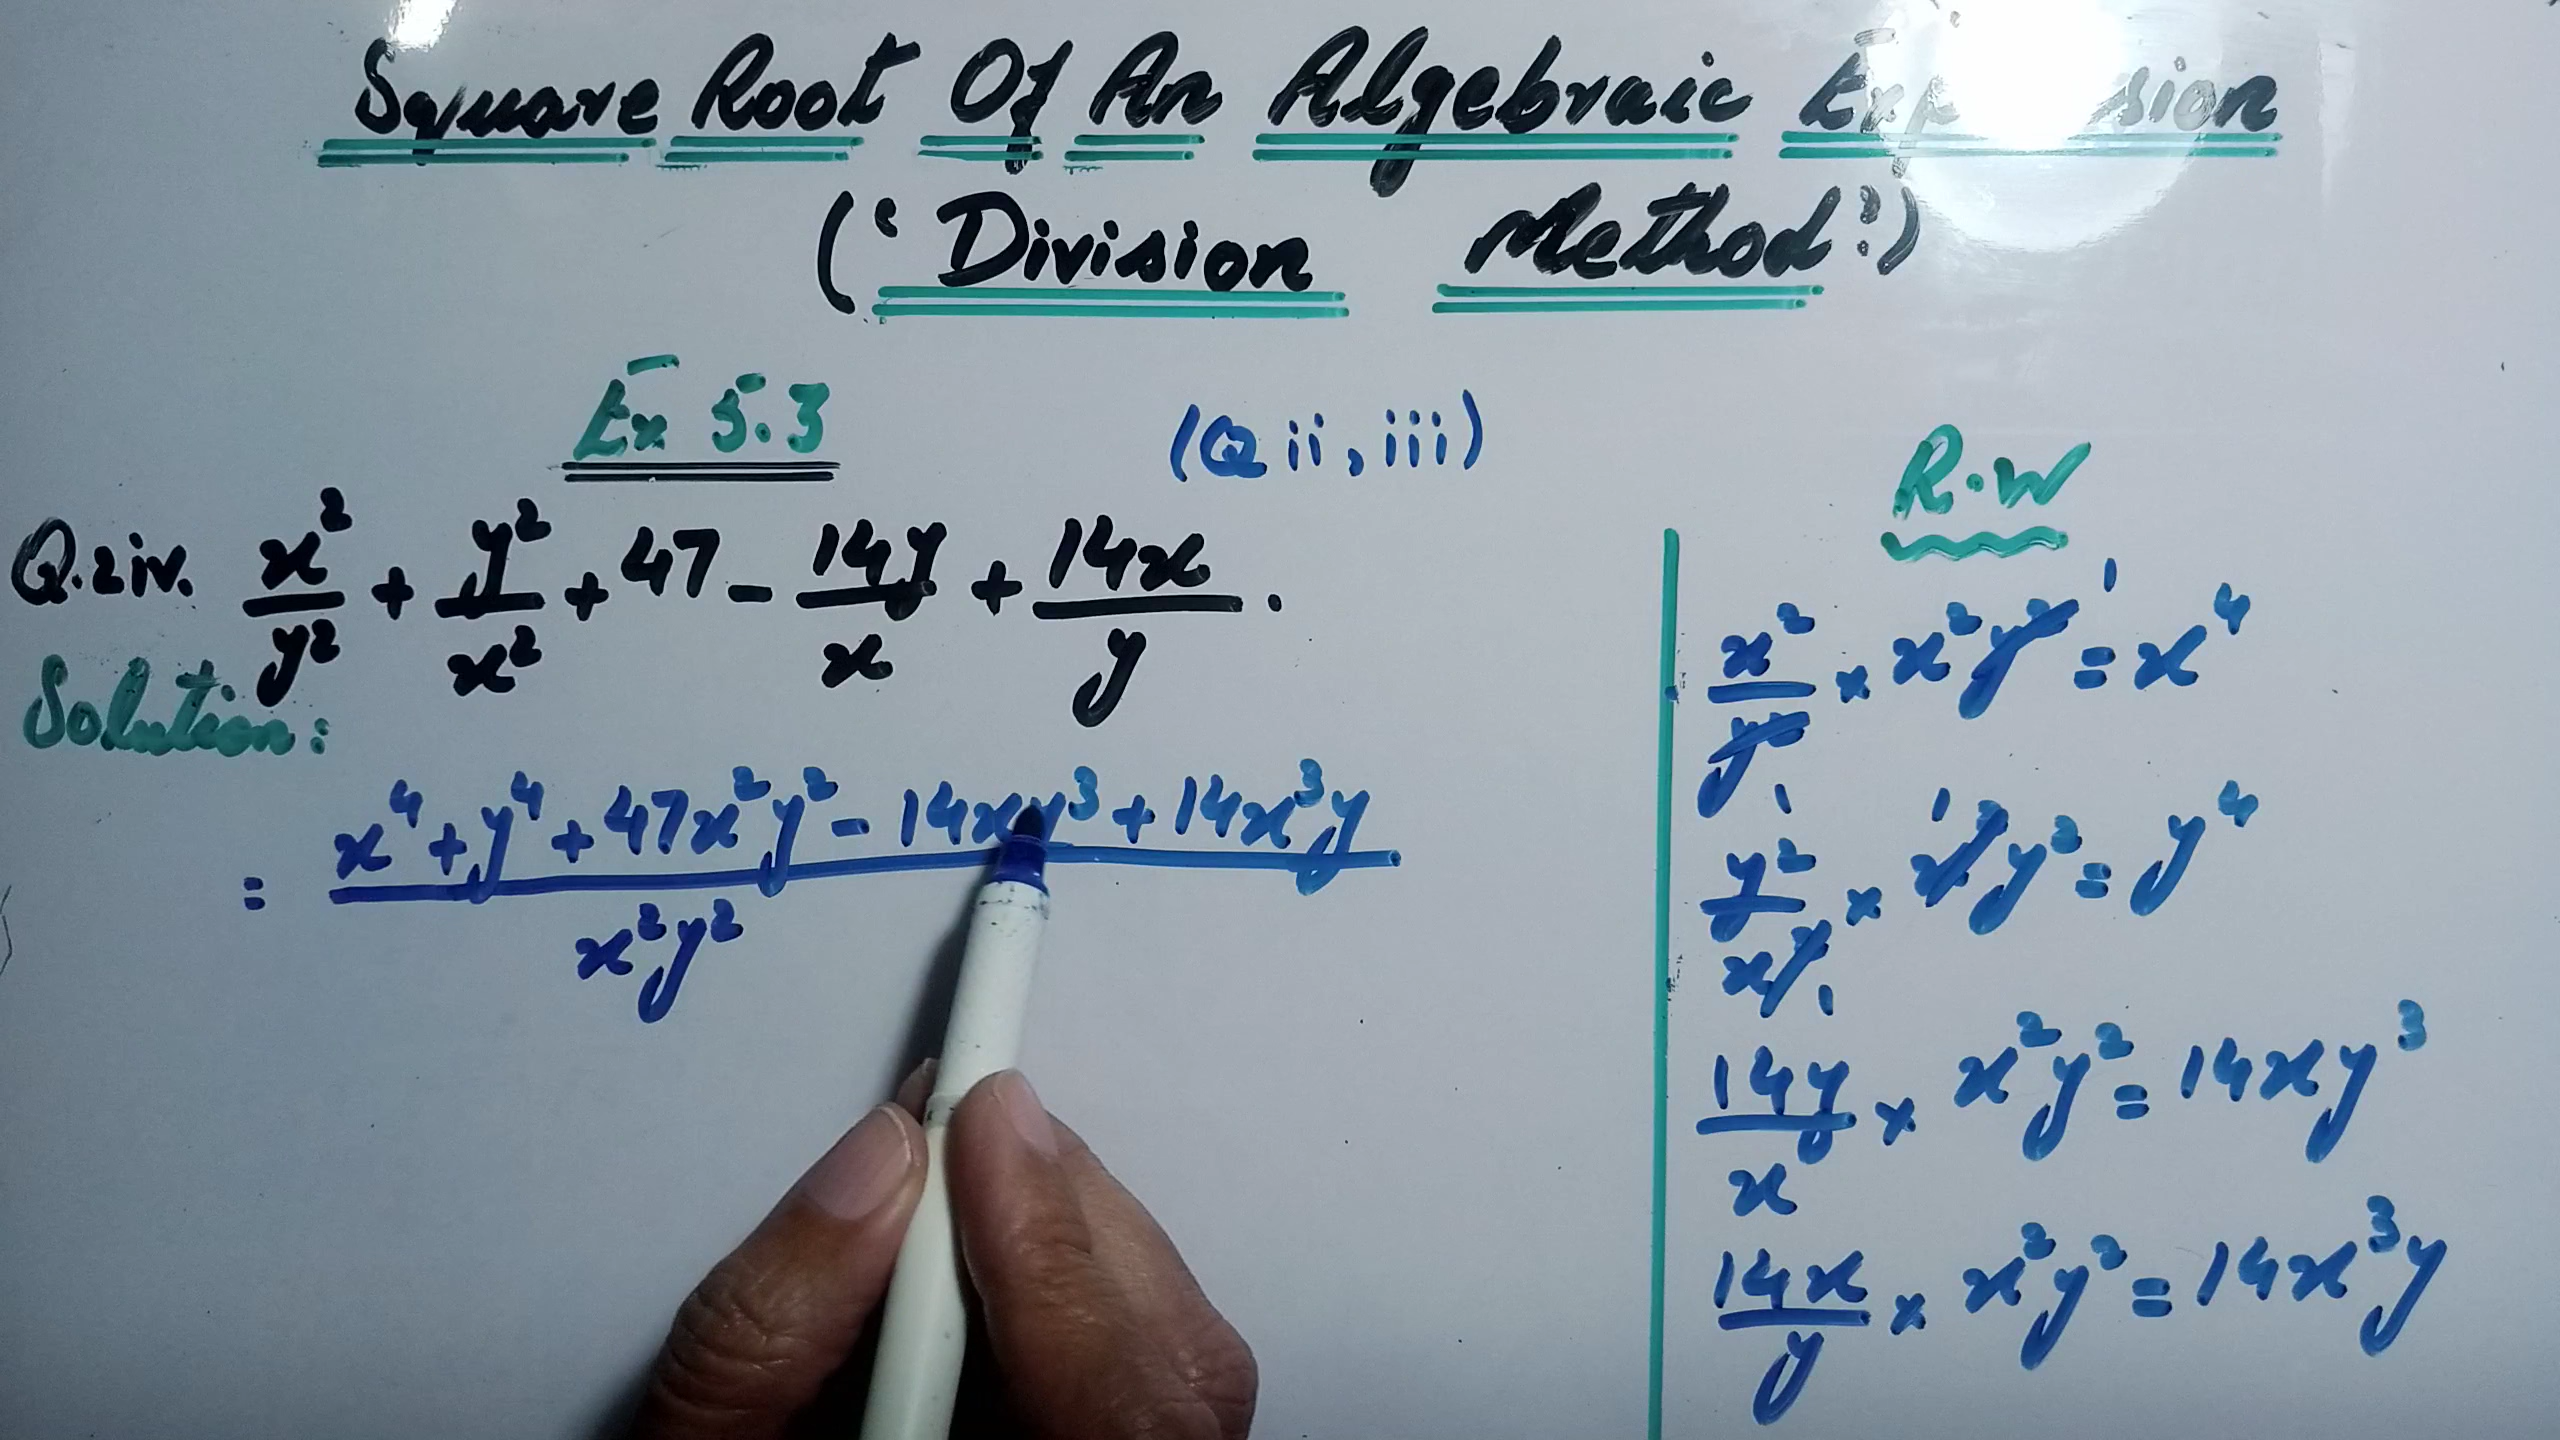 Square Root Of An Algebraic Expression
(“Division Method”)
Ex 5.3
(Q ii, iii)
Q.2iv. x²/y² + y²/x² + 47 - 14y/x + 14x/y .
Solution:
= x⁴ + y⁴ + 47x²y² - 14xy³ + 14x³y / x²y²
R.W
x²/y² × x²y² = x⁴
y²/x² × x²y² = y⁴
14y/x × x²y² = 14xy³
14x/y × x²y² = 14x³y